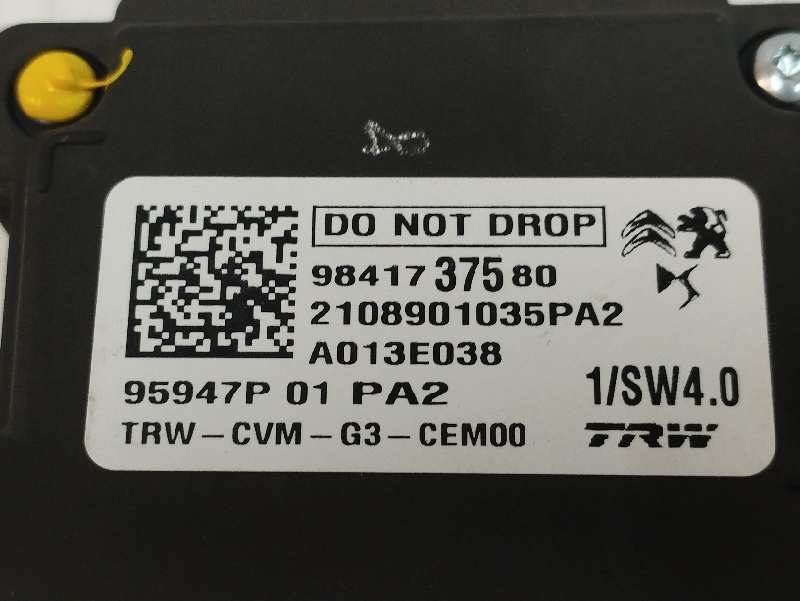 DO NOT DROP
98417 375 80
2108901035PA2
A013E038
95947P 01 PA2
1/SW4.0
TRW-CVM-G3-CEM00
TRW